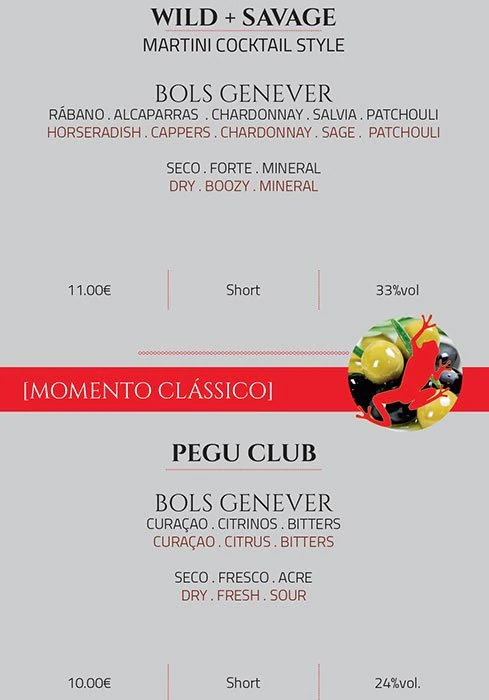 WILD + SAVAGE
MARTINI COCKTAIL STYLE
BOLS GENEVER
RÁBANO . ALCAPARRAS . CHARDONNAY . SALVIA . PATCHOULI
HORSERADISH . CAPPERS . CHARDONNAY . SAGE . PATCHOULI
SECO . FORTE . MINERAL
DRY . BOOZY . MINERAL
11.00€ Short 33%vol
[MOMENTO CLÁSSICO]
PEGU CLUB
BOLS GENEVER
CURAÇAO . CITRINOS . BITTERS
CURAÇAO . CITRUS . BITTERS
SECO . FRESCO . ACRE
DRY . FRESH . SOUR
10.00€ Short 24%vol.